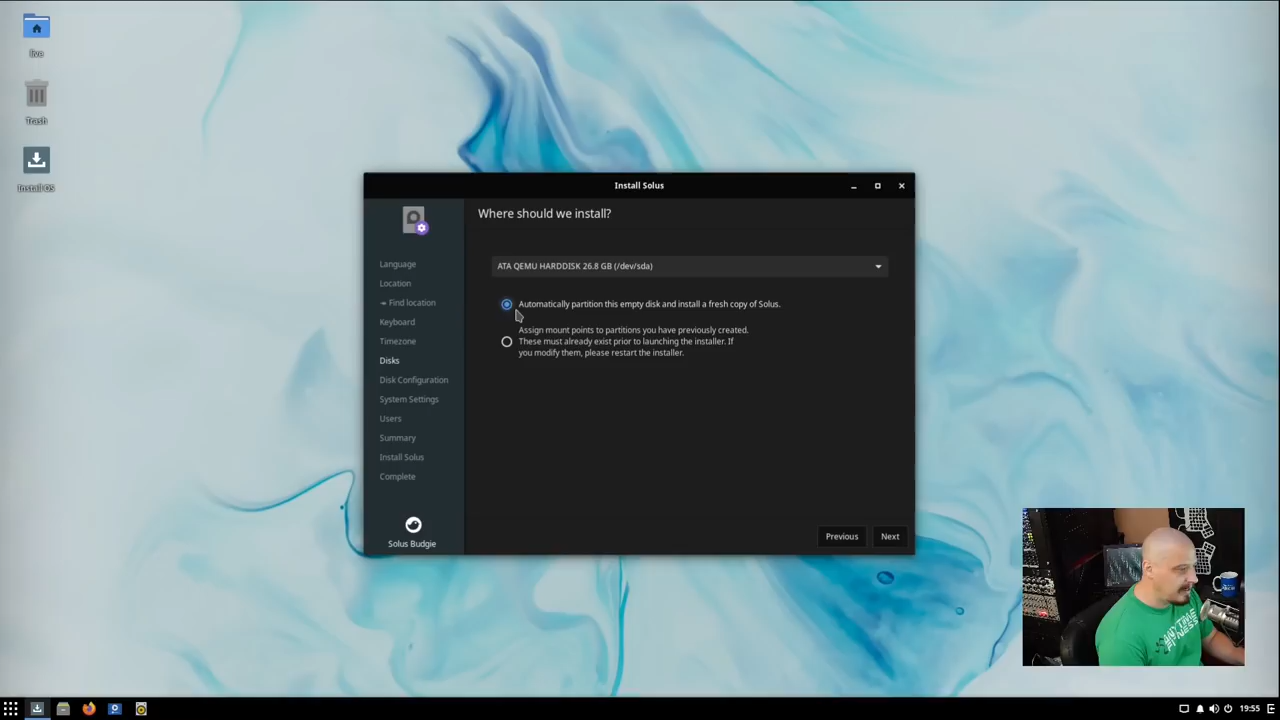 live
Trash
Install OS
Install Solus
Where should we install?
Language
Location
Find location
Keyboard
Timezone
Disks
Disk Configuration
System Settings
Users
Summary
Install Solus
Complete
Solus Budgie
ATA QEMU HARDDISK 26.8 GB (/dev/sda)
Automatically partition this empty disk and install a fresh copy of Solus.
Assign mount points to partitions you have previously created.
These must already exist prior to launching the installer. If
you modify them, please restart the installer.
Previous
Next
ANYTIME
FITNESS
19:55